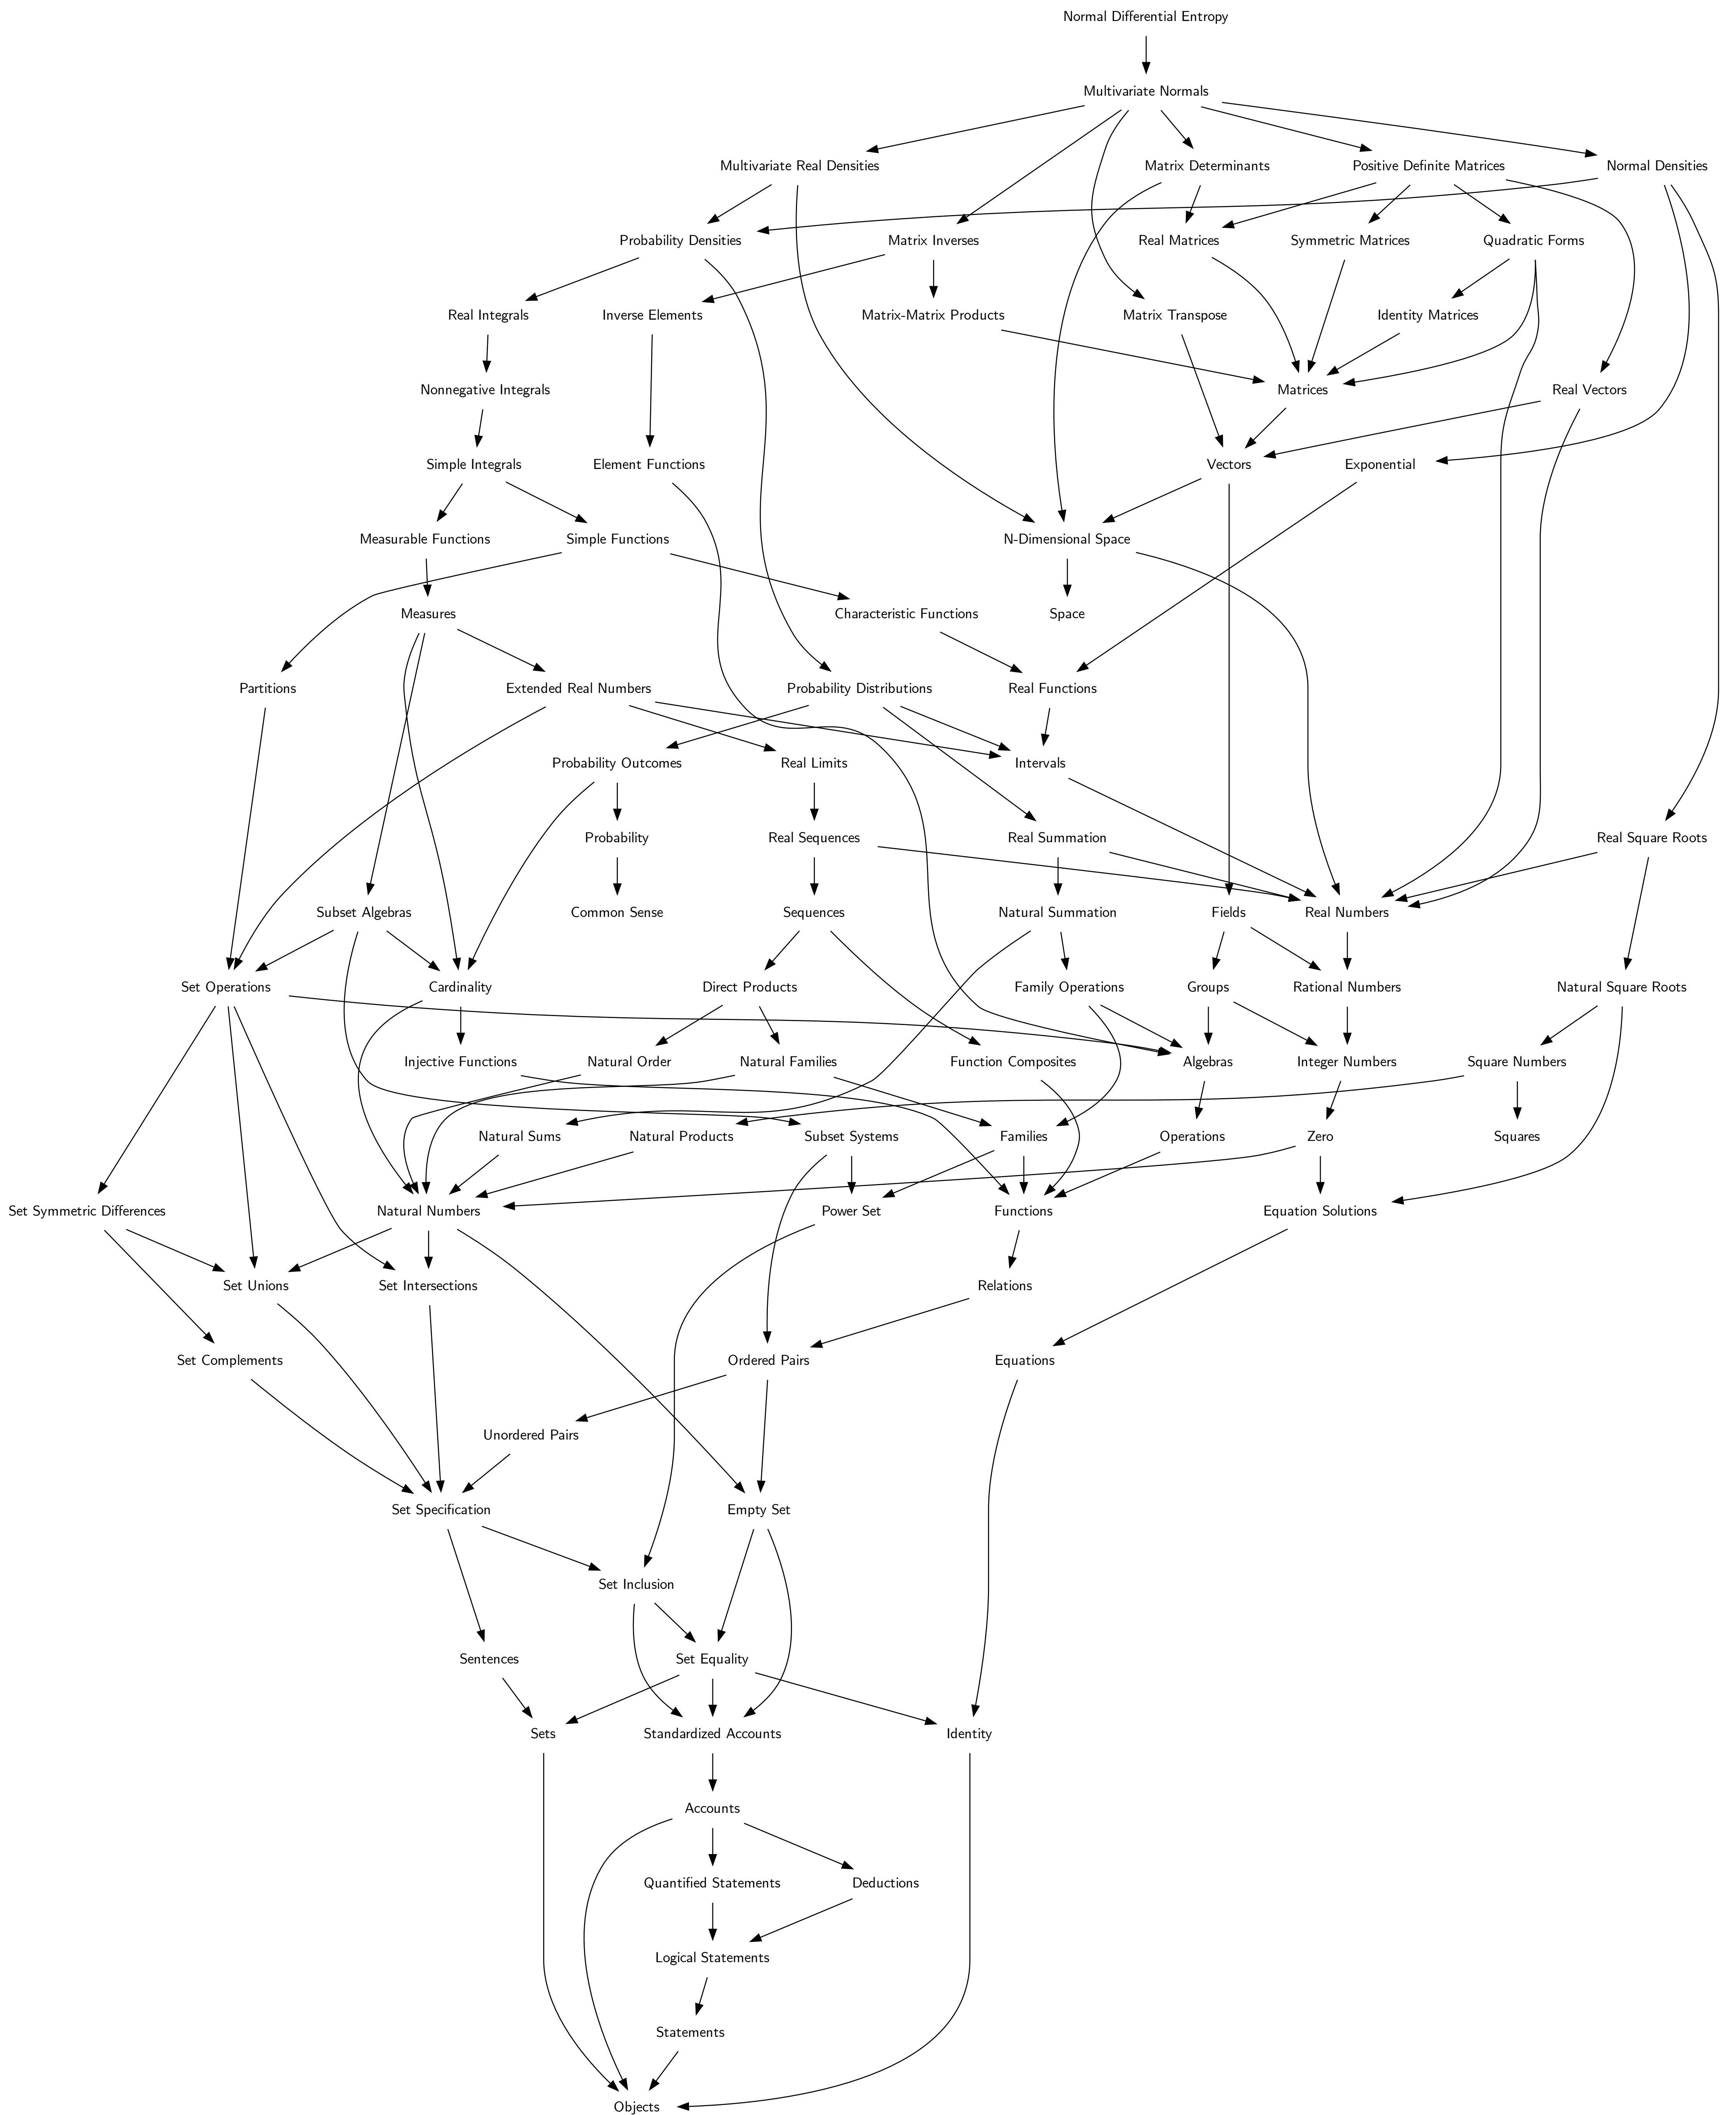 Normal Differential Entropy
Multivariate Normals
Multivariate Real Densities
Matrix Determinants
Positive Definite Matrices
Normal Densities
Probability Densities
Matrix Inverses
Real Matrices
Symmetric Matrices
Quadratic Forms
Real Integrals
Inverse Elements
Matrix-Matrix Products
Matrix Transpose
Identity Matrices
Nonnegative Integrals
Matrices
Real Vectors
Simple Integrals
Element Functions
Vectors
Exponential
Measurable Functions
Simple Functions
N-Dimensional Space
Measures
Characteristic Functions
Space
Partitions
Extended Real Numbers
Probability Distributions
Real Functions
Probability Outcomes
Real Limits
Intervals
Probability
Real Sequences
Real Summation
Real Square Roots
Subset Algebras
Common Sense
Sequences
Natural Summation
Fields
Real Numbers
Set Operations
Cardinality
Direct Products
Family Operations
Groups
Rational Numbers
Natural Square Roots
Injective Functions
Natural Order
Natural Families
Function Composites
Algebras
Integer Numbers
Square Numbers
Natural Sums
Natural Products
Subset Systems
Families
Operations
Zero
Squares
Set Symmetric Differences
Natural Numbers
Power Set
Functions
Equation Solutions
Set Unions
Set Intersections
Relations
Set Complements
Ordered Pairs
Equations
Unordered Pairs
Set Specification
Empty Set
Set Inclusion
Sentences
Set Equality
Sets
Standardized Accounts
Identity
Accounts
Quantified Statements
Deductions
Logical Statements
Statements
Objects